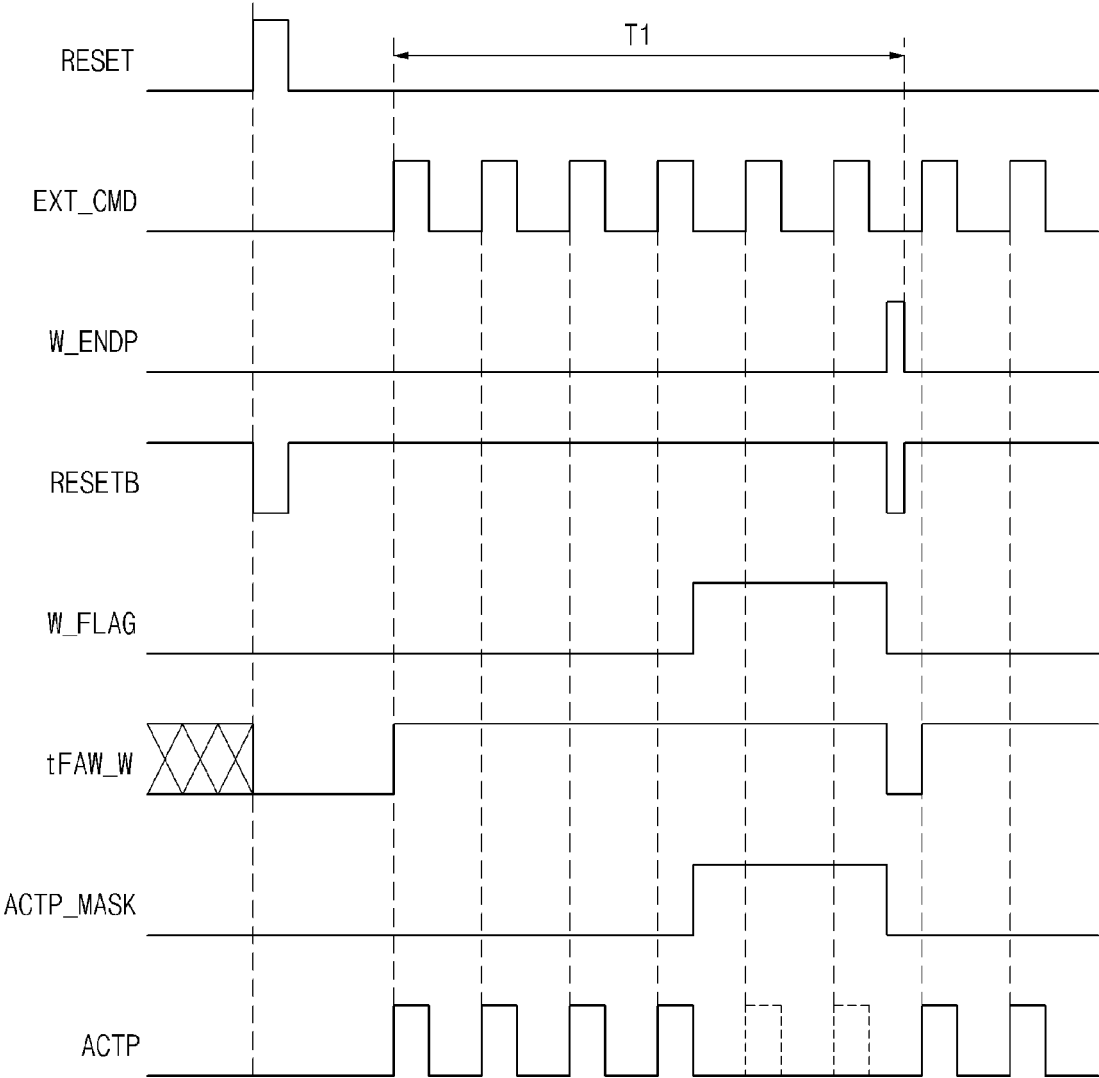 T1
RESET
EXT_CMD
W_ENDP
RESETB
W_FLAG
tFAW_W
ACTP_MASK
ACTP